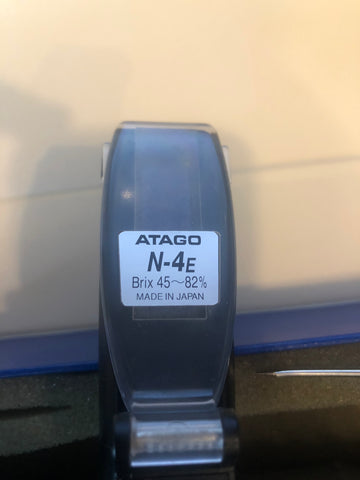 ATAGO
N-4E
Brix 45～82%
MADE IN JAPAN